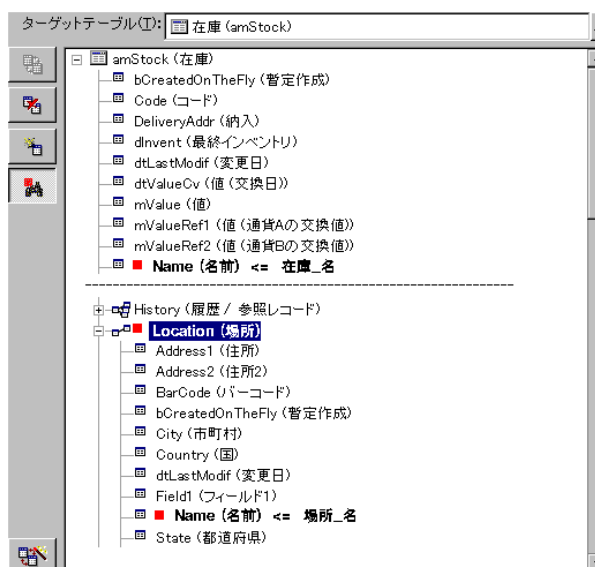 ターゲットテーブル(T): 在庫 (amStock)
amStock (在庫)
bCreatedOnTheFly (暫定作成)
Code (コード)
DeliveryAddr (納入)
dInvent (最終インベントリ)
dtLastModif (変更日)
dtValueCv (値 (交換日))
mValue (値)
mValueRef1 (値 (通貨Aの交換値))
mValueRef2 (値 (通貨Bの交換値))
Name (名前) <= 在庫_名
History (履歴 / 参照レコード)
Location (場所)
Address1 (住所)
Address2 (住所2)
BarCode (バーコード)
bCreatedOnTheFly (暫定作成)
City (市町村)
Country (国)
dtLastModif (変更日)
Field1 (フィールド1)
Name (名前) <= 場所_名
State (都道府県)